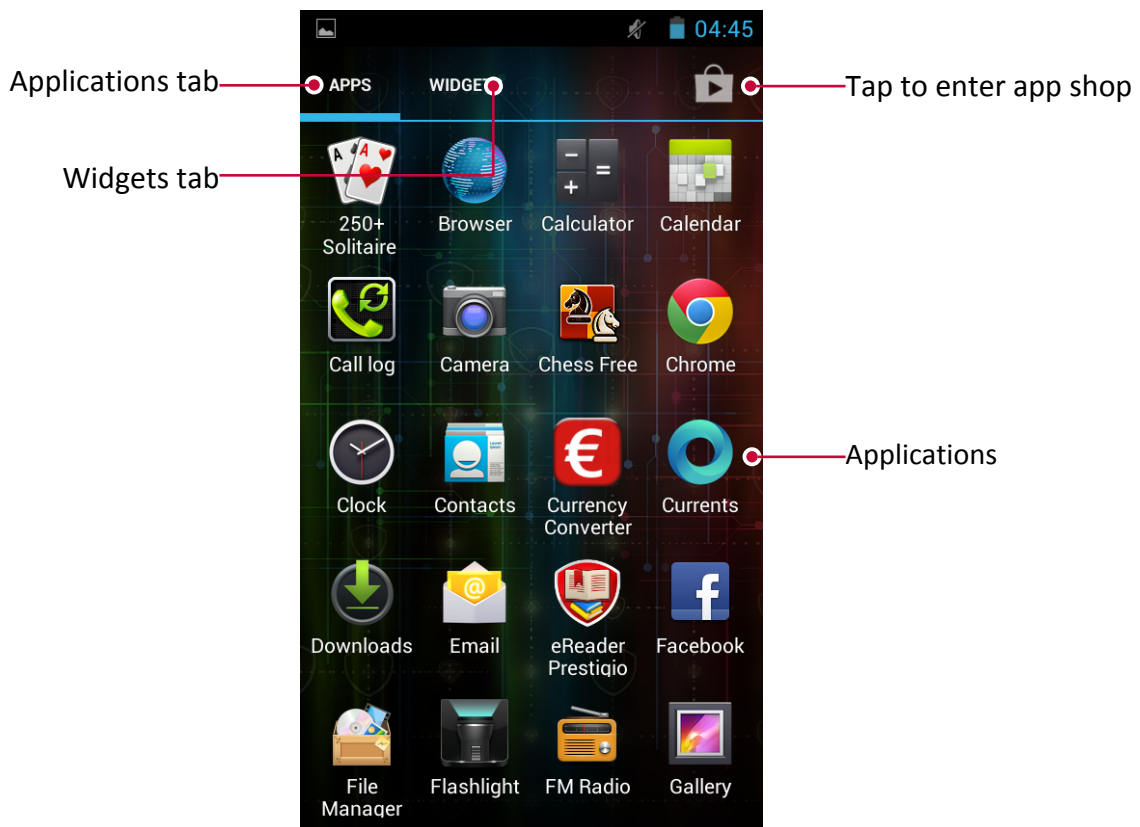 04:45
Applications tab
APPS
WIDGET
Tap to enter app shop
Widgets tab
250+
Solitaire
Browser
Calculator
Calendar
Call log
Camera
Chess Free
Chrome
Applications
Clock
Contacts
Currency
Converter
Currents
Downloads
Email
eReader
Prestigio
Facebook
File
Manager
Flashlight
FM Radio
Gallery